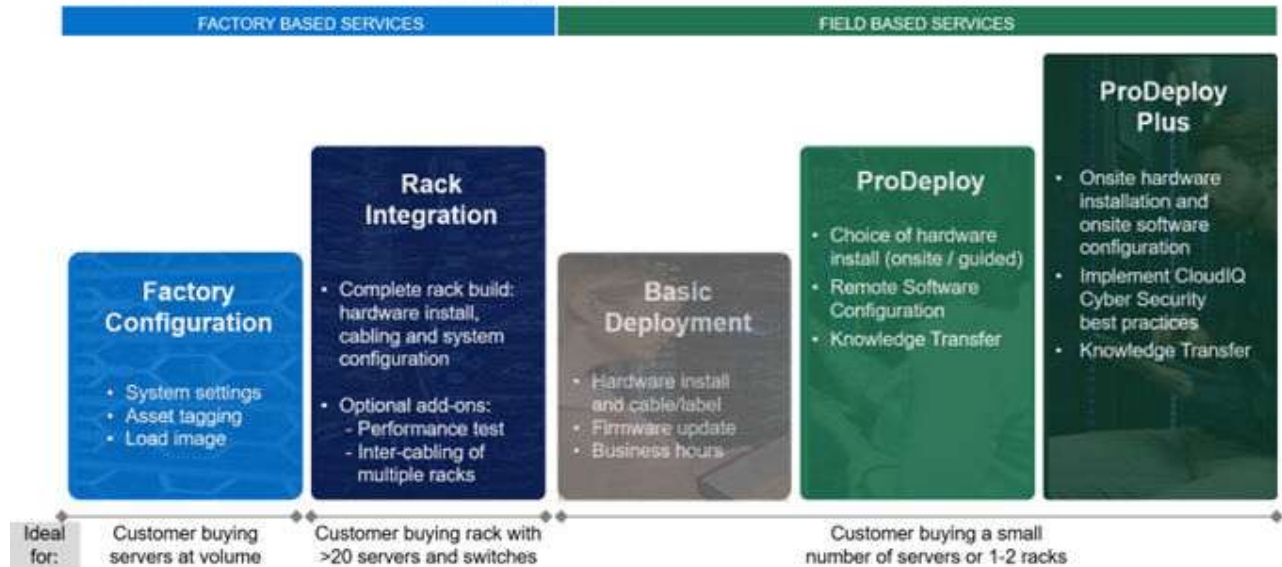 FACTORY BASED SERVICES
FIELD BASED SERVICES
Factory
Configuration
• System settings
• Asset tagging
• Load image
Rack
Integration
• Complete rack build:
hardware install,
cabling and system
configuration
• Optional add-ons:
- Performance test
- Inter-cabling of
multiple racks
Basic
Deployment
• Hardware install
and cable/label
• Firmware update
• Business hours
ProDeploy
• Choice of hardware
install (onsite / guided)
• Remote Software
Configuration
• Knowledge Transfer
ProDeploy
Plus
• Onsite hardware
installation and
onsite software
configuration
• Implement CloudIQ
Cyber Security
best practices
• Knowledge Transfer
Ideal
for:
Customer buying
servers at volume
Customer buying rack with
>20 servers and switches
Customer buying a small
number of servers or 1-2 racks